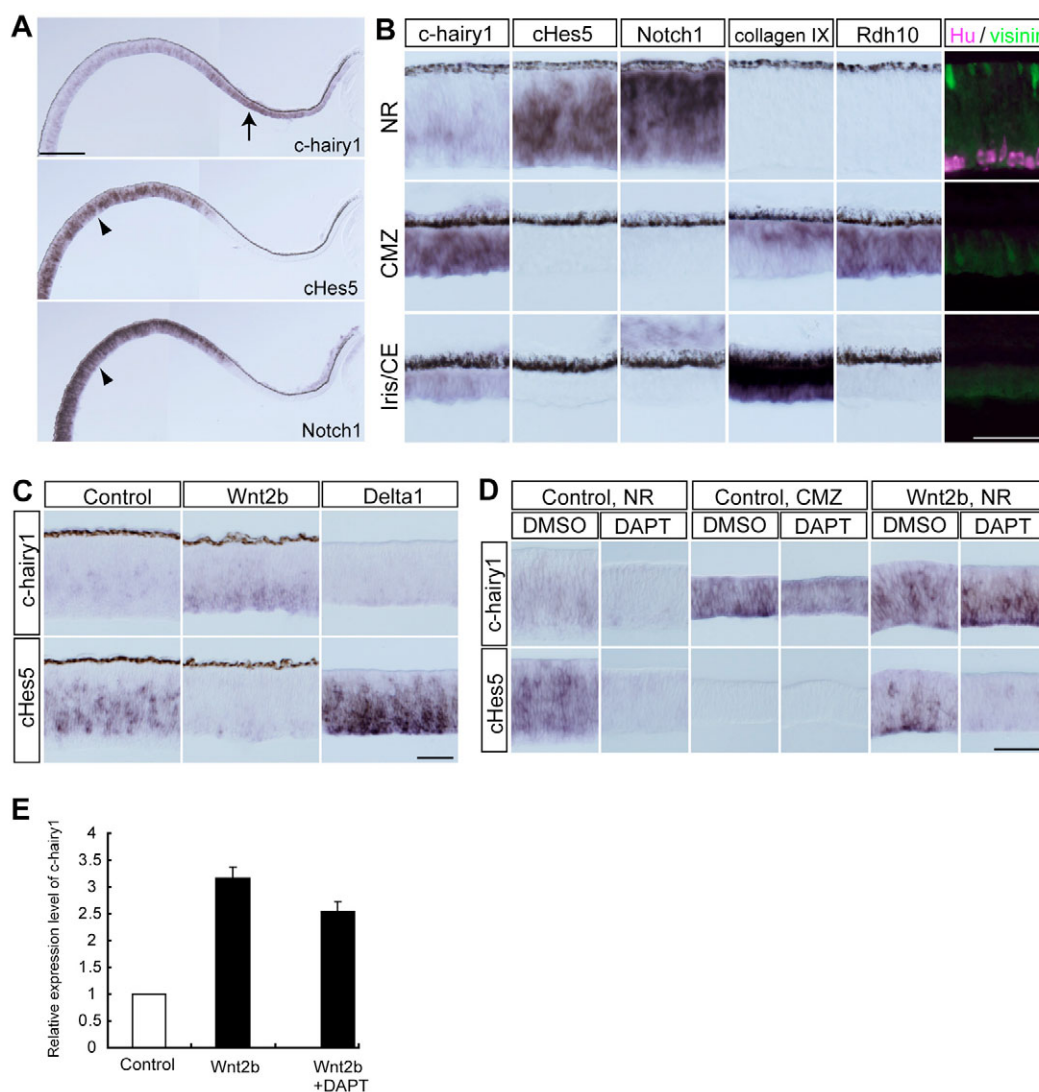 A
c-hairy1
cHes5
Notch1
B
c-hairy1 cHes5 Notch1 collagen IX Rdh10 Hu / visinin
NR
CMZ
Iris/CE
C
Control Wnt2b Delta1
c-hairy1
cHes5
D
Control, NR Control, CMZ Wnt2b, NR
DMSO DAPT DMSO DAPT DMSO DAPT
c-hairy1
cHes5
E
Relative expression level of c-hairy1
4
3.5
3
2.5
2
1.5
1
0.5
0
Control Wnt2b Wnt2b
+DAPT